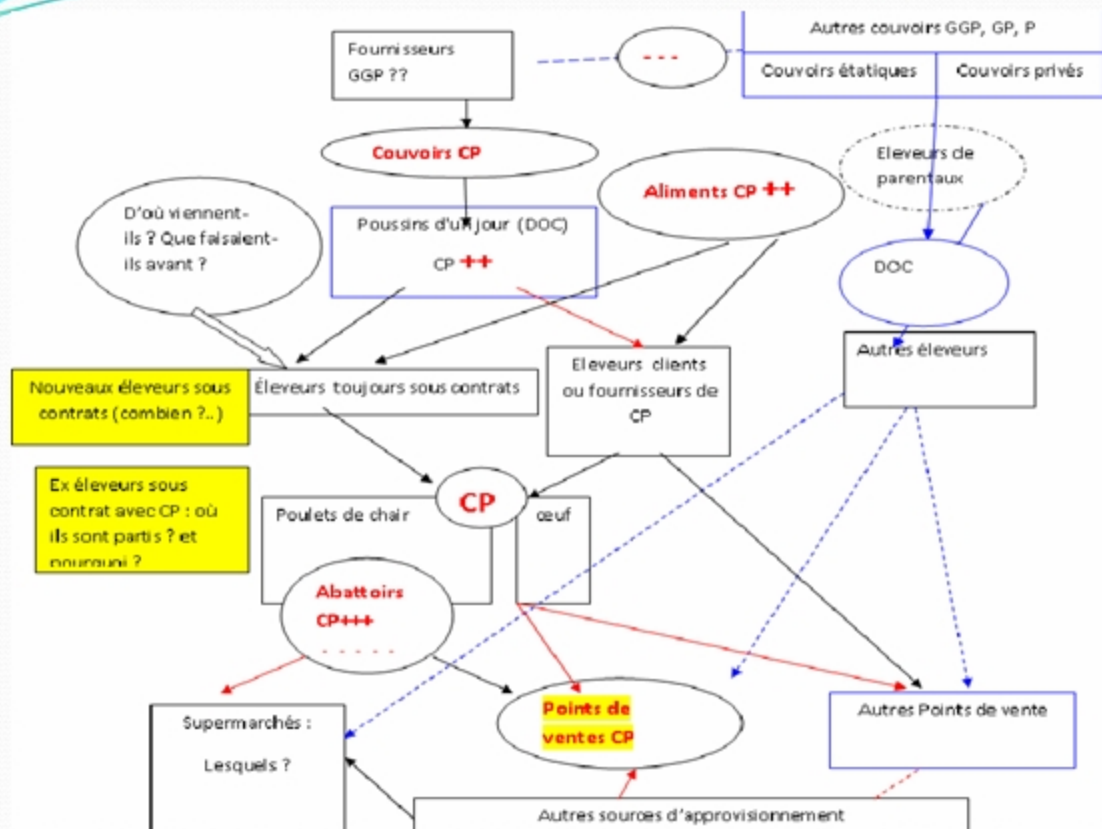 Autres couvoirs GGP, GP, P
Fournisseurs
GGP ??
- - -
Couvoirs étatiques
Couvoirs privés
Couvoirs CP
Eleveurs de
parentaux
Aliments CP ++
D'où viennent-
ils ? Que faisaient-
ils avant ?
Poussins d'un jour (DOC)
CP ++
DOC
Autres éleveurs
Nouveaux éleveurs sous
contrats (combien ?..)
Éleveurs toujours sous contrats
Eleveurs clients
ou fournisseurs de
CP
Ex éleveurs sous
contrat avec CP : où
ils sont partis ? et
pourquoi ?
CP
Poulets de chair
œuf
Abattoirs
CP+++
- - - - -
Supermarchés :
Lesquels ?
Points de
ventes CP
Autres Points de vente
Autres sources d'approvisionnement